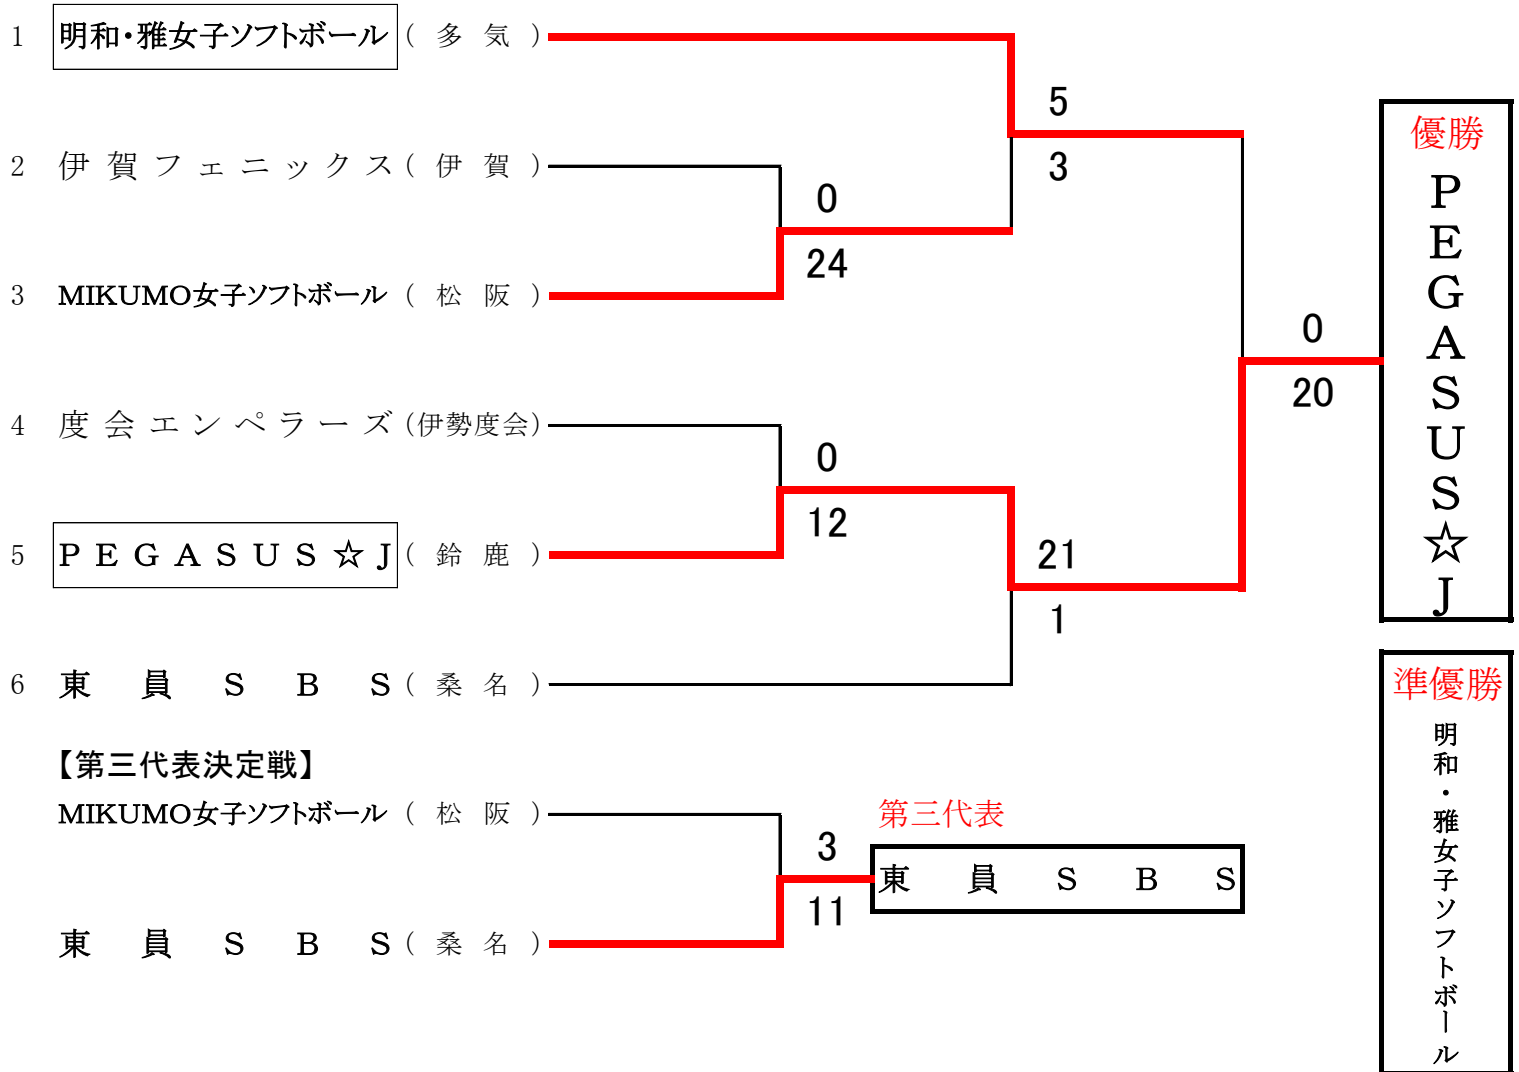 1 明和・雅女子ソフトボール ( 多 気 )
5
3
2 伊賀フェニックス ( 伊 賀 )
0
24
3 MIKUMO女子ソフトボール ( 松 阪 )
0
20
4 度会エンペラーズ (伊勢度会)
0
12
5 PEGASUS☆J ( 鈴 鹿 )
21
1
6 東員SBS ( 桑 名 )
優勝
PEGASUS☆J
準優勝
明和・雅女子ソフトボール
【第三代表決定戦】
MIKUMO女子ソフトボール ( 松 阪 )
3
11
東員SBS ( 桑 名 )
第三代表
東員SBS